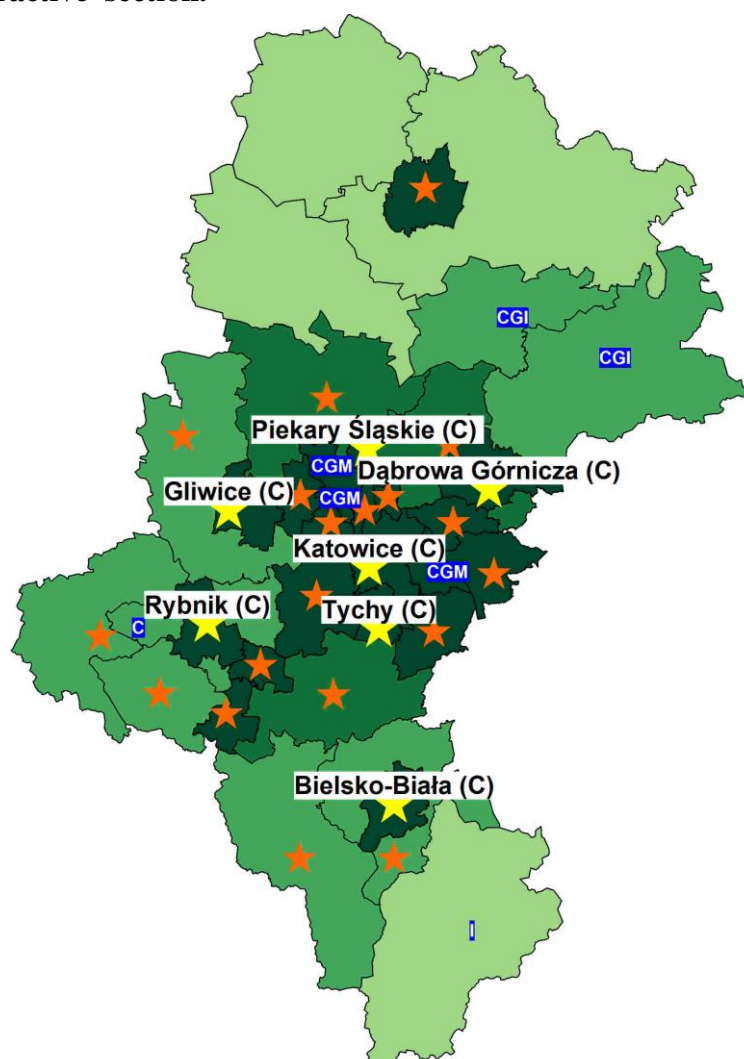 CGI
CGI
Piekary Śląskie (C)
CGM
Dąbrowa Górnicza (C)
Gliwice (C)
CGM
Katowice (C)
CGM
Rybnik (C)
Tychy (C)
C
Bielsko-Biała (C)
I